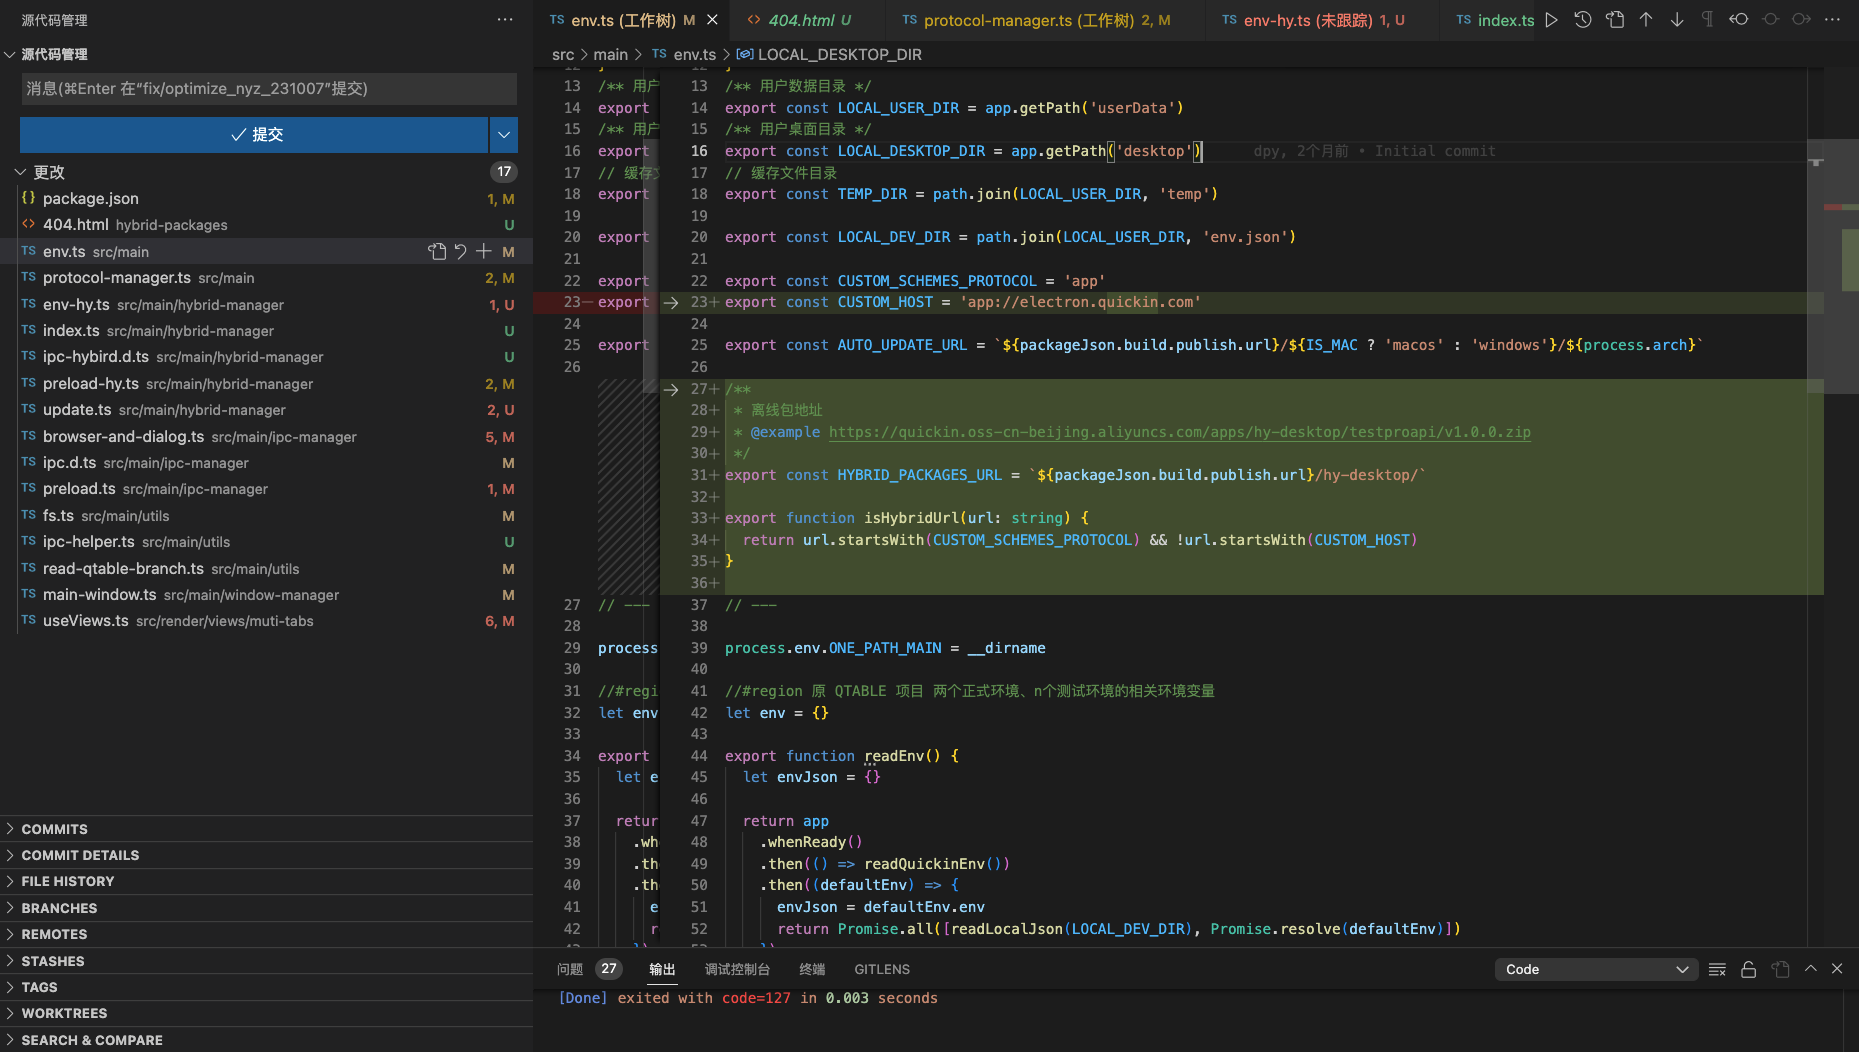 源代码管理
源代码管理
消息(⌘Enter 在“fix/optimize_nyz_231007”提交)
提交
更改 17
{} package.json 1, M
<> 404.html hybrid-packages U
TS env.ts src/main M
TS protocol-manager.ts src/main 2, M
TS env-hy.ts src/main/hybrid-manager 1, U
TS index.ts src/main/hybrid-manager U
TS ipc-hybird.d.ts src/main/hybrid-manager U
TS preload-hy.ts src/main/hybrid-manager 2, M
TS update.ts src/main/hybrid-manager 2, U
TS browser-and-dialog.ts src/main/ipc-manager 5, M
TS ipc.d.ts src/main/ipc-manager M
TS preload.ts src/main/ipc-manager 1, M
TS fs.ts src/main/utils M
TS ipc-helper.ts src/main/utils U
TS read-qtable-branch.ts src/main/utils M
TS main-window.ts src/main/window-manager M
TS useViews.ts src/render/views/muti-tabs 6, M
COMMITS
COMMIT DETAILS
FILE HISTORY
BRANCHES
REMOTES
STASHES
TAGS
WORKTREES
SEARCH & COMPARE
TS env.ts (工作树) M
<> 404.html U
TS protocol-manager.ts (工作树) 2, M
TS env-hy.ts (未跟踪) 1, U
TS index.ts
src > main > TS env.ts > LOCAL_DESKTOP_DIR
13 /** 用户
14 export
15 /** 用户
16 export
17 // 缓存
18 export
19
20 export
21
22 export
23− export
24
25 export
26
27 // ---
28
29 process
30
31 //#regi
32 let env
33
34 export
35 let e
36
37 retur
38 .wh
39 .th
40 .th
41 e
42 r
13 /** 用户数据目录 */
14 export const LOCAL_USER_DIR = app.getPath('userData')
15 /** 用户桌面目录 */
16 export const LOCAL_DESKTOP_DIR = app.getPath('desktop') dpy, 2个月前 • Initial commit
17 // 缓存文件目录
18 export const TEMP_DIR = path.join(LOCAL_USER_DIR, 'temp')
19
20 export const LOCAL_DEV_DIR = path.join(LOCAL_USER_DIR, 'env.json')
21
22 export const CUSTOM_SCHEMES_PROTOCOL = 'app'
23+ export const CUSTOM_HOST = 'app://electron.quickin.com'
24
25 export const AUTO_UPDATE_URL = `${packageJson.build.publish.url}/${IS_MAC ? 'macos' : 'windows'}/${process.arch}`
26
27+ /**
28+ * 离线包地址
29+ * @example https://quickin.oss-cn-beijing.aliyuncs.com/apps/hy-desktop/testproapi/v1.0.0.zip
30+ */
31+ export const HYBRID_PACKAGES_URL = `${packageJson.build.publish.url}/hy-desktop/`
32+
33+ export function isHybridUrl(url: string) {
34+ return url.startsWith(CUSTOM_SCHEMES_PROTOCOL) && !url.startsWith(CUSTOM_HOST)
35+ }
36+
37 // ---
38
39 process.env.ONE_PATH_MAIN = __dirname
40
41 //#region 原 QTABLE 项目 两个正式环境、n个测试环境的相关环境变量
42 let env = {}
43
44 export function readEnv() {
45 let envJson = {}
46
47 return app
48 .whenReady()
49 .then(() => readQuickinEnv())
50 .then((defaultEnv) => {
51 envJson = defaultEnv.env
52 return Promise.all([readLocalJson(LOCAL_DEV_DIR), Promise.resolve(defaultEnv)])
问题 27 输出 调试控制台 终端 GITLENS Code
[Done] exited with code=127 in 0.003 seconds